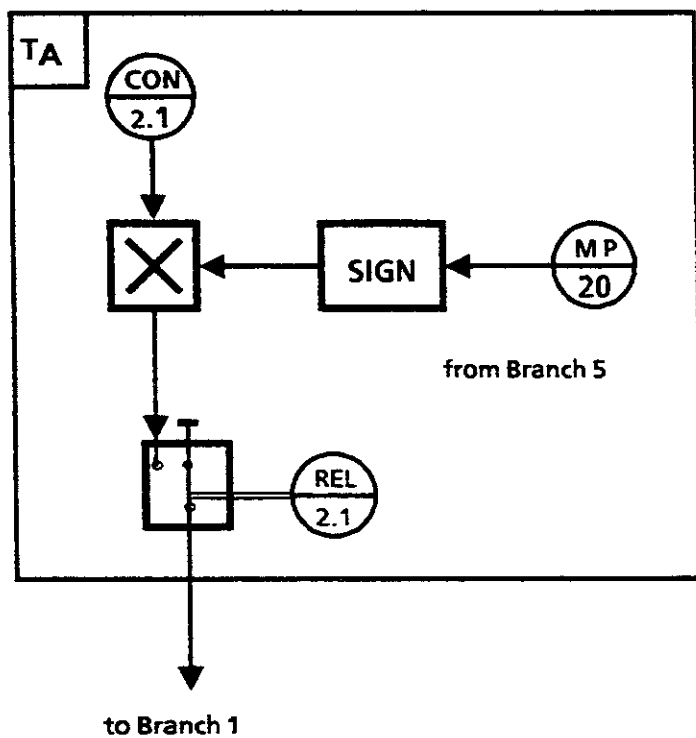 TA
CON
2.1
SIGN
MP
20
from Branch 5
REL
2.1
to Branch 1